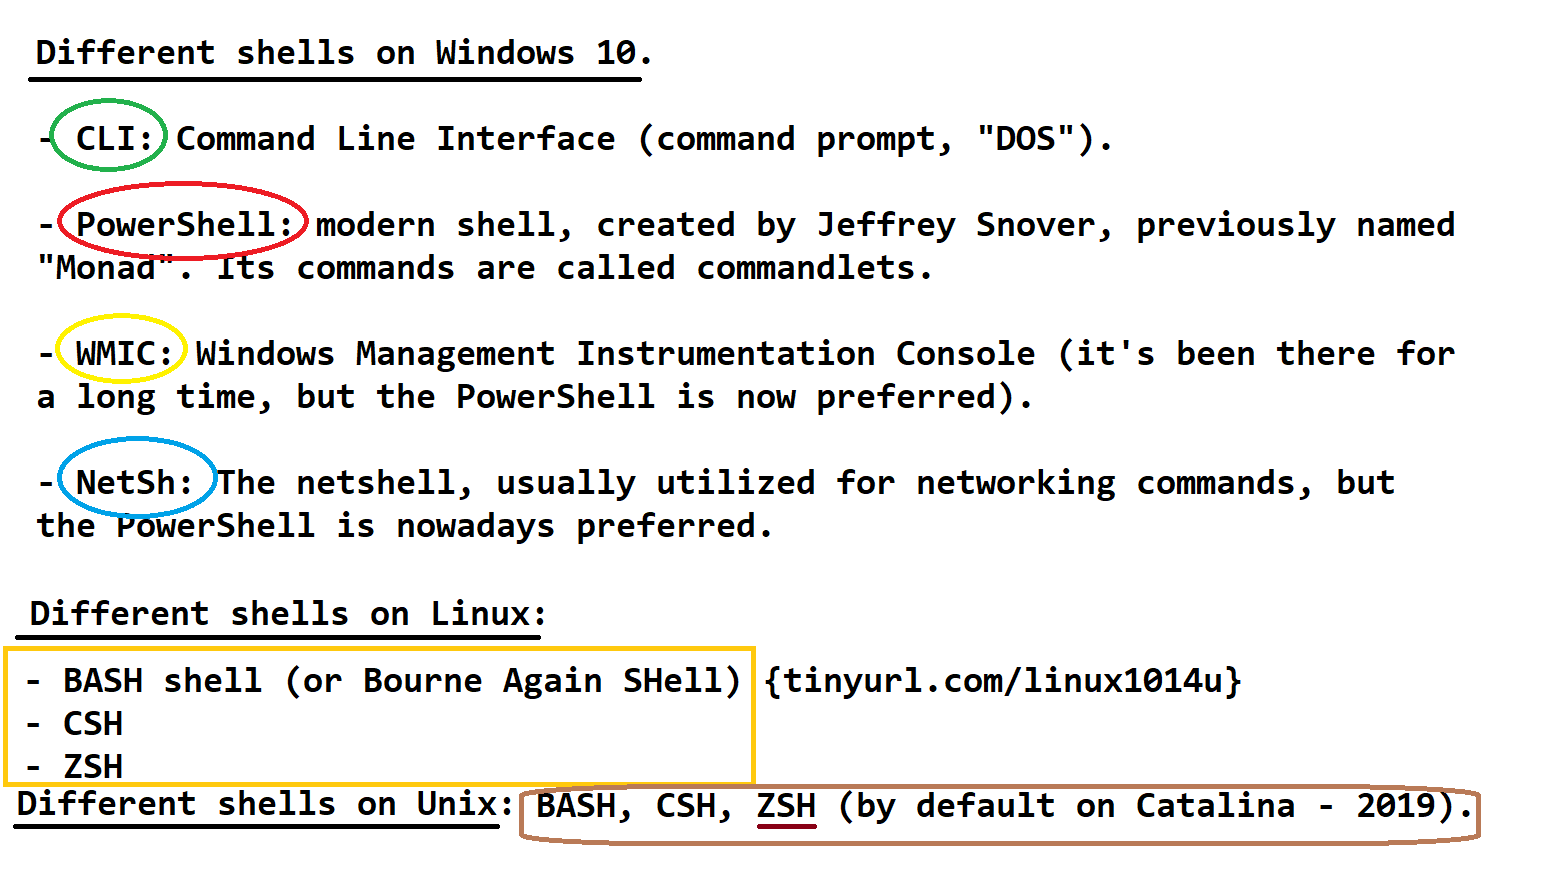 Different shells on Windows 10.
- CLI: Command Line Interface (command prompt, "DOS").
- PowerShell: modern shell, created by Jeffrey Snover, previously named
"Monad". Its commands are called commandlets.
- WMIC: Windows Management Instrumentation Console (it's been there for
a long time, but the PowerShell is now preferred).
- NetSh: The netshell, usually utilized for networking commands, but
the PowerShell is nowadays preferred.
Different shells on Linux:
- BASH shell (or Bourne Again SHell) {tinyurl.com/linux1014u}
- CSH
- ZSH
Different shells on Unix: BASH, CSH, ZSH (by default on Catalina - 2019).